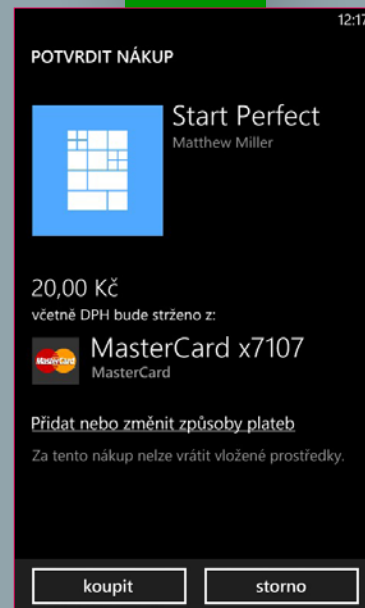 12:17
POTVRDIT NÁKUP
Start Perfect
Matthew Miller
20,00 Kč
včetně DPH bude strženo z:
MasterCard x7107
MasterCard
MasterCard
Přidat nebo změnit způsoby plateb
Za tento nákup nelze vrátit vložené prostředky.
koupit
storno